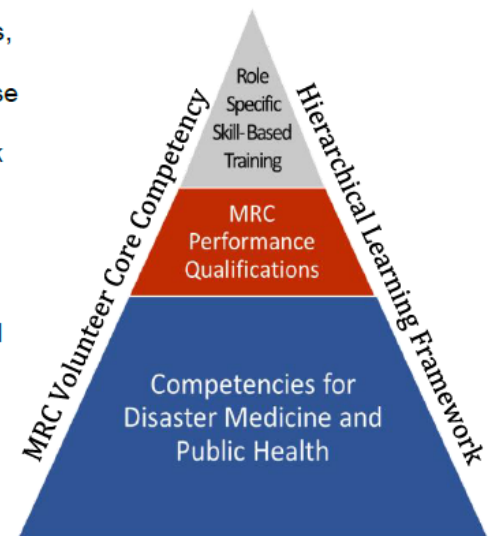 Role
Specific
Skill-Based
Training
MRC
Performance
Qualifications
Competencies for
Disaster Medicine and
Public Health
MRC Volunteer Core Competency
Hierarchical Learning Framework